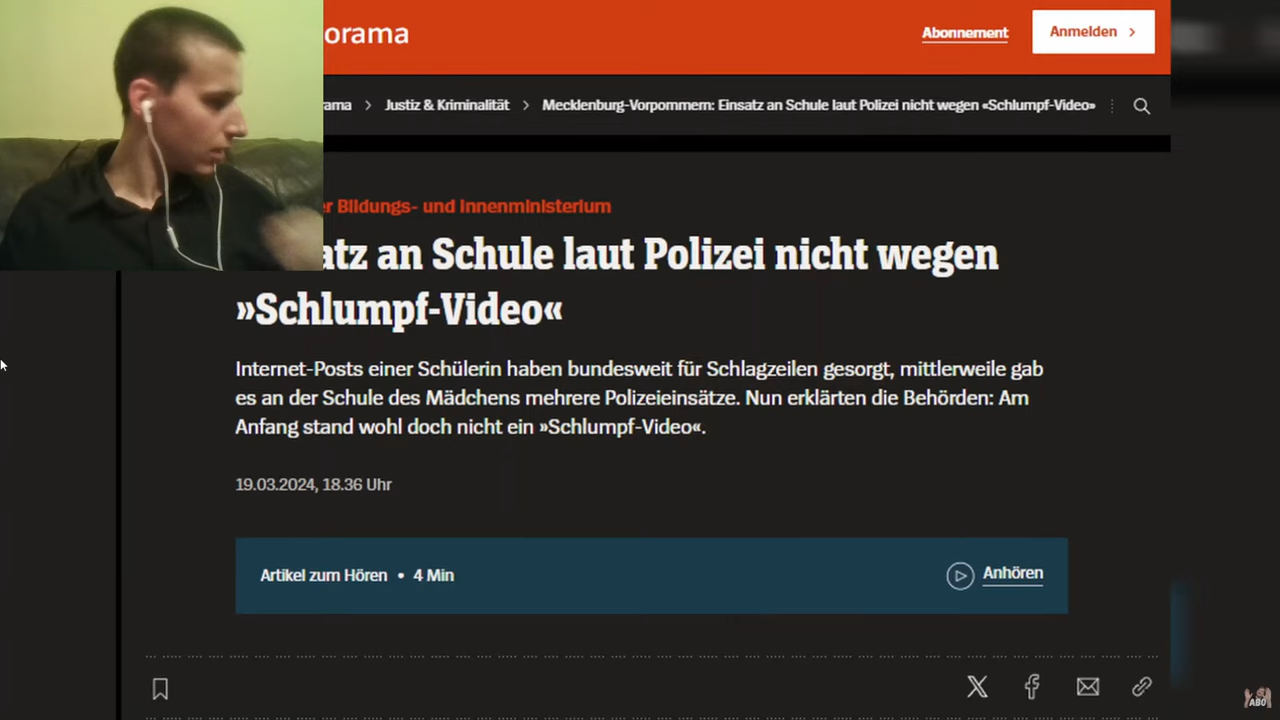 orama
Abonnement
Anmelden
rama > Justiz & Kriminalität > Mecklenburg-Vorpommern: Einsatz an Schule laut Polizei nicht wegen «Schlumpf-Video»
r Bildungs- und Innenministerium
atz an Schule laut Polizei nicht wegen
»Schlumpf-Video«
Internet-Posts einer Schülerin haben bundesweit für Schlagzeilen gesorgt, mittlerweile gab
es an der Schule des Mädchens mehrere Polizeieinsätze. Nun erklärten die Behörden: Am
Anfang stand wohl doch nicht ein »Schlumpf-Video«.
19.03.2024, 18.36 Uhr
Artikel zum Hören • 4 Min
Anhören
ABO